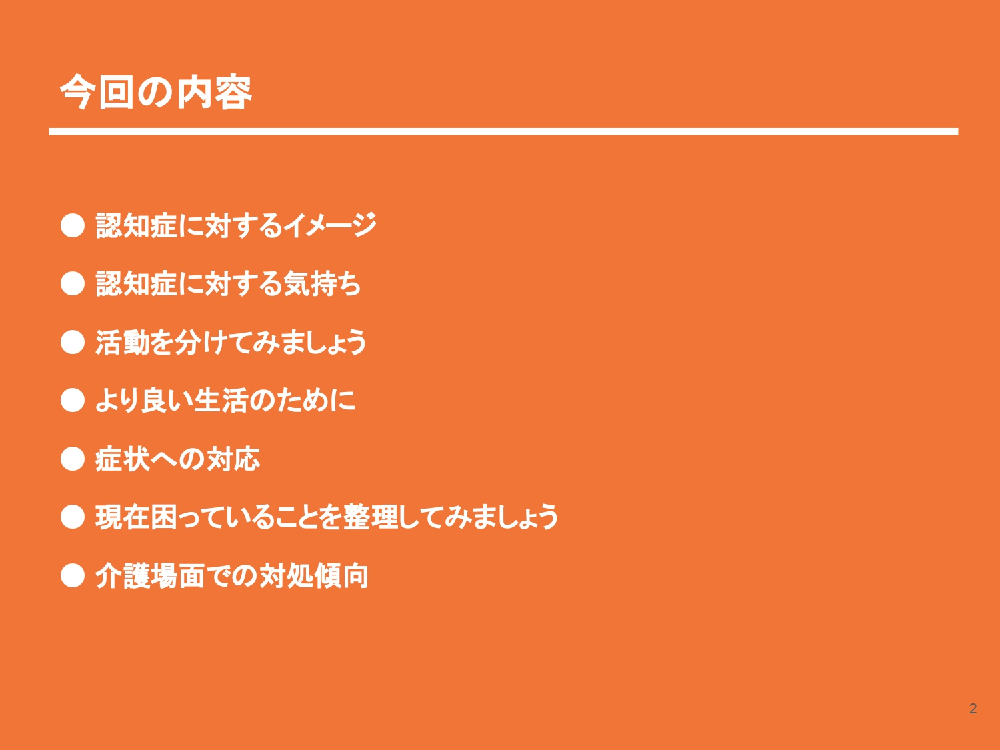 今回の内容
● 認知症に対するイメージ
● 認知症に対する気持ち
● 活動を分けてみましょう
● より良い生活のために
● 症状への対応
● 現在困っていることを整理してみましょう
● 介護場面での対処傾向
2